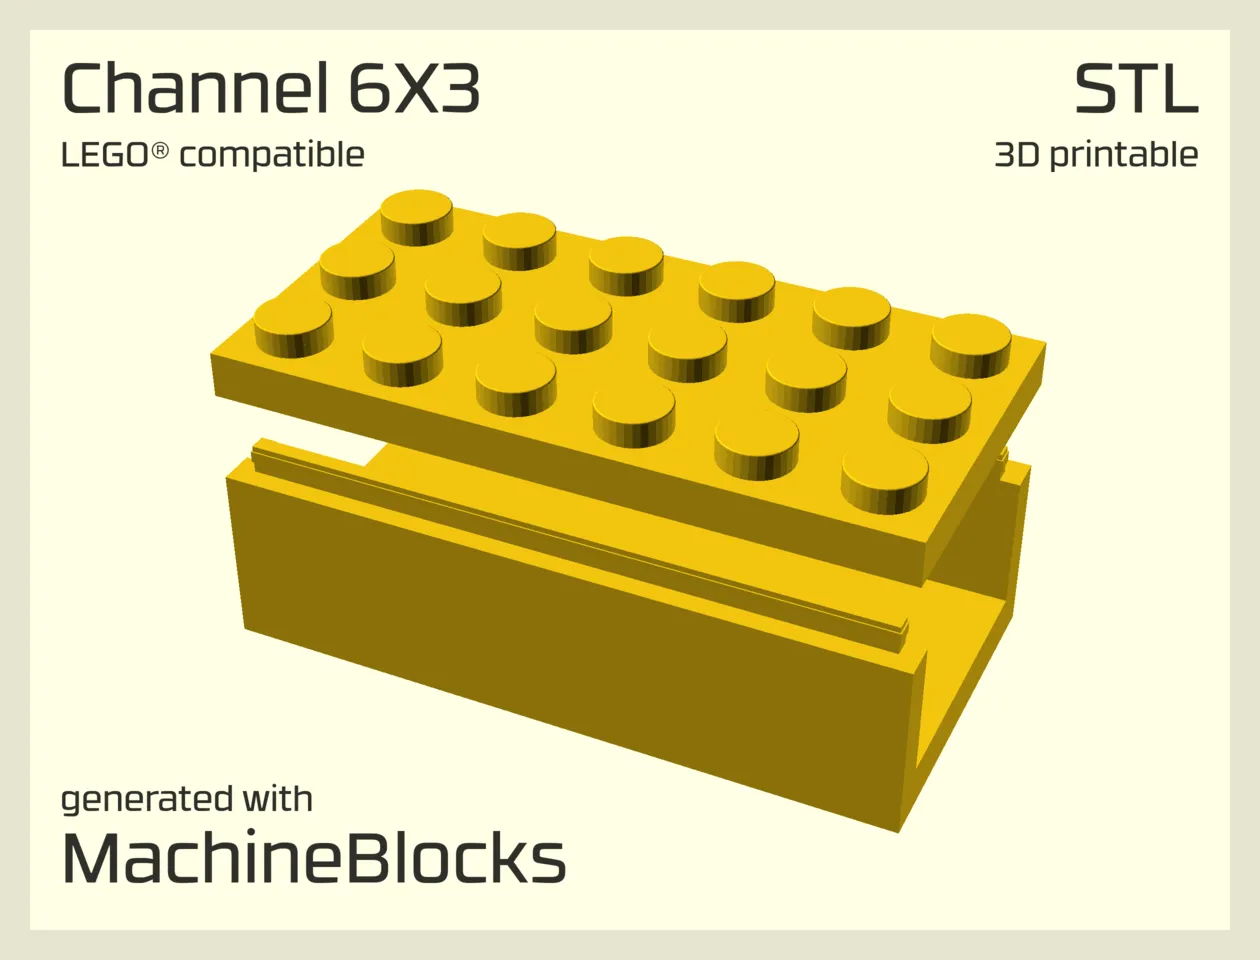 Channel 6X3
LEGO® compatible
STL
3D printable
generated with
MachineBlocks